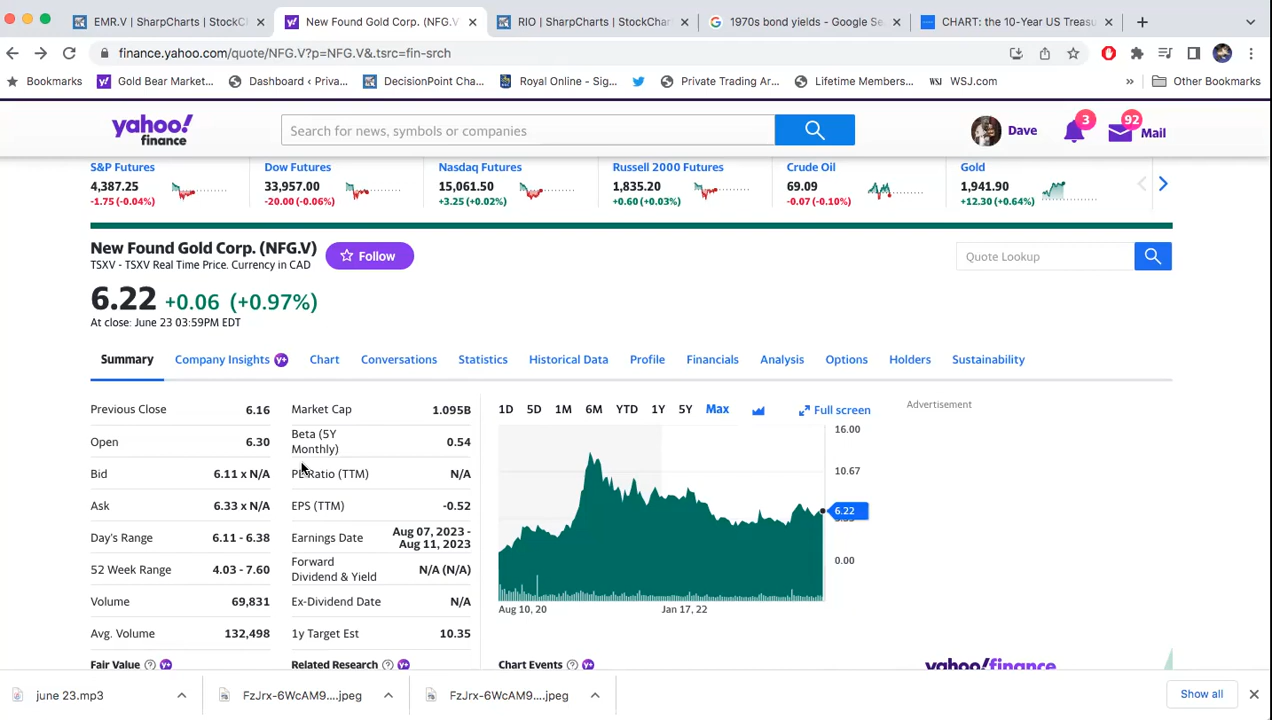 EMR.V | SharpCharts | StockCh
New Found Gold Corp. (NFG.V)
RIO | SharpCharts | StockChar
1970s bond yields - Google Se
CHART: the 10-Year US Treasu
finance.yahoo.com/quote/NFG.V?p=NFG.V&.tsrc=fin-srch
Bookmarks
Gold Bear Market...
Dashboard ‹ Priva...
DecisionPoint Cha...
Royal Online - Sig...
Private Trading Ar...
Lifetime Members...
WSJ WSJ.com
»
Other Bookmarks
yahoo!
finance
Search for news, symbols or companies
Dave
3
92
Mail
S&P Futures
4,387.25
-1.75 (-0.04%)
Dow Futures
33,957.00
-20.00 (-0.06%)
Nasdaq Futures
15,061.50
+3.25 (+0.02%)
Russell 2000 Futures
1,835.20
+0.60 (+0.03%)
Crude Oil
69.09
-0.07 (-0.10%)
Gold
1,941.90
+12.30 (+0.64%)
New Found Gold Corp. (NFG.V)
Follow
TSXV - TSXV Real Time Price. Currency in CAD
Quote Lookup
6.22 +0.06 (+0.97%)
At close: June 23 03:59PM EDT
Summary
Company Insights Y+
Chart
Conversations
Statistics
Historical Data
Profile
Financials
Analysis
Options
Holders
Sustainability
Previous Close 6.16
Open 6.30
Bid 6.11 x N/A
Ask 6.33 x N/A
Day's Range 6.11 - 6.38
52 Week Range 4.03 - 7.60
Volume 69,831
Avg. Volume 132,498
Fair Value ? Y+
Market Cap 1.095B
Beta (5Y
Monthly) 0.54
PE Ratio (TTM) N/A
EPS (TTM) -0.52
Earnings Date Aug 07, 2023 -
Aug 11, 2023
Forward
Dividend & Yield N/A (N/A)
Ex-Dividend Date N/A
1y Target Est 10.35
Related Research ? Y+
1D 5D 1M 6M YTD 1Y 5Y Max
Full screen
16.00
10.67
6.22
0.00
Aug 10, 20
Jan 17, 22
Chart Events ? Y+
Advertisement
yahoo/finance
june 23.mp3
FzJrx-6WcAM9....jpeg
FzJrx-6WcAM9....jpeg
Show all